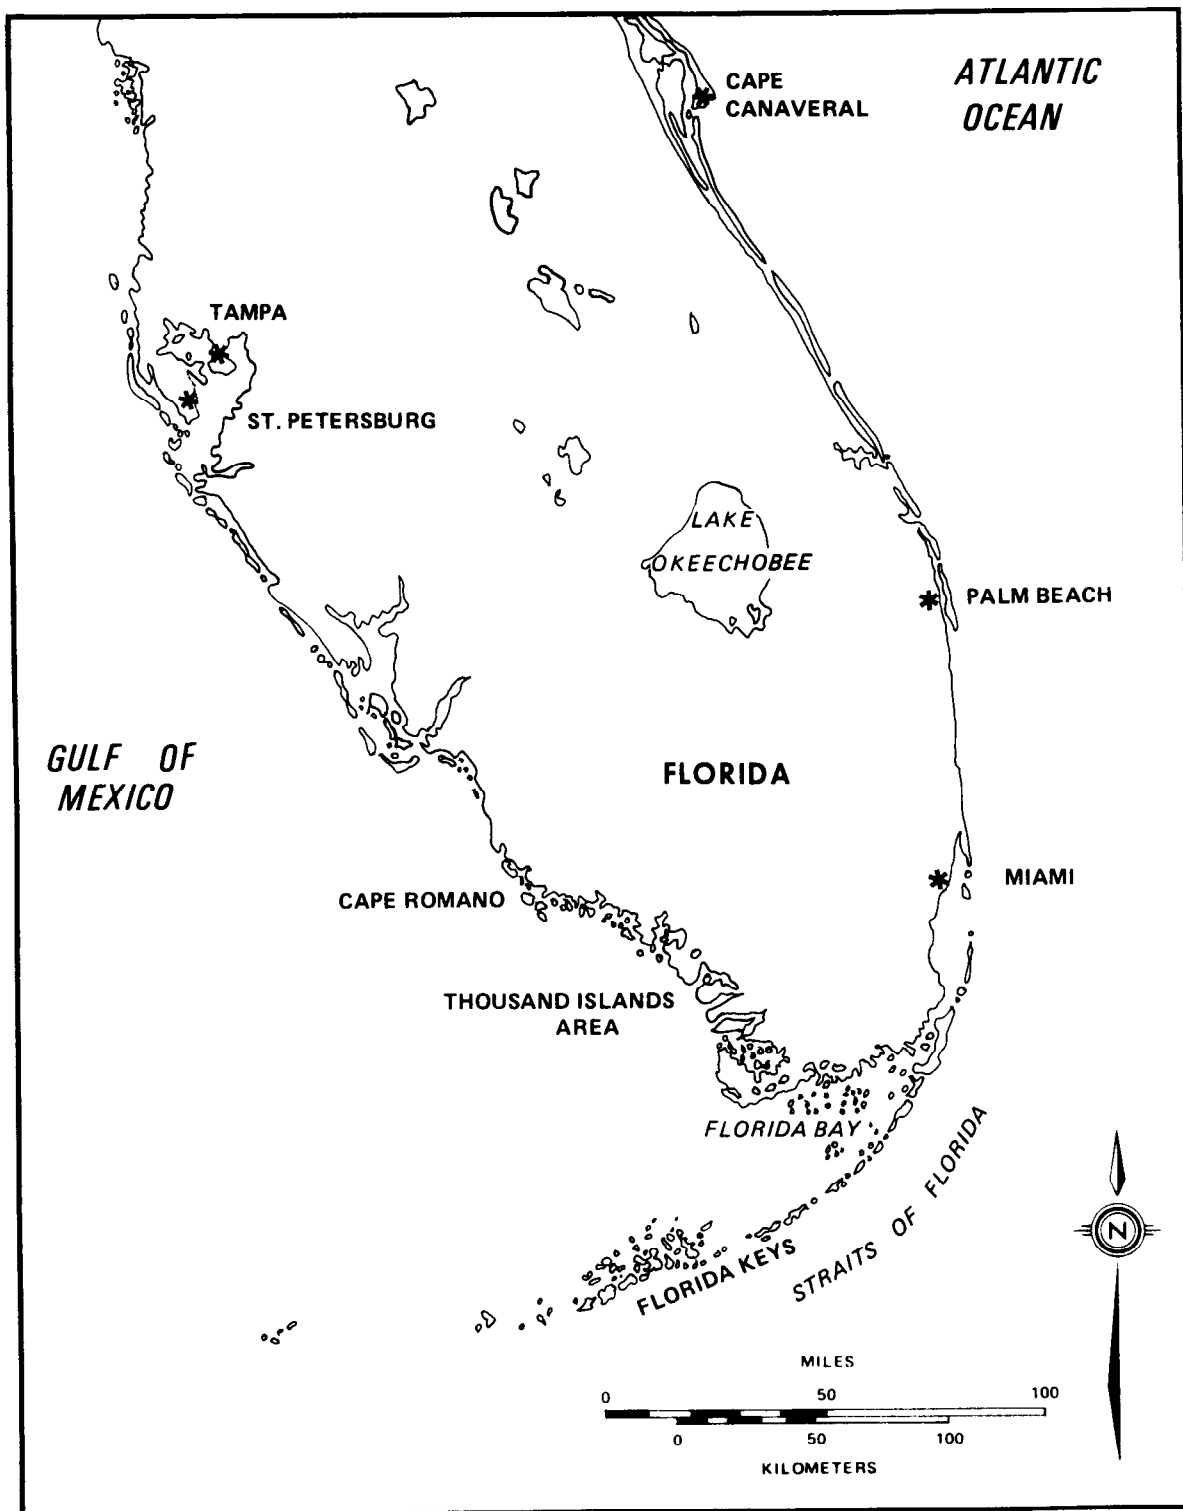 ATLANTIC
OCEAN
CAPE
CANAVERAL
TAMPA
ST. PETERSBURG
LAKE
OKEECHOBEE
PALM BEACH
GULF OF
MEXICO
FLORIDA
MIAMI
CAPE ROMANO
THOUSAND ISLANDS
AREA
FLORIDA BAY
STRAITS OF FLORIDA
FLORIDA KEYS
N
MILES
0 50 100
0 50 100
KILOMETERS